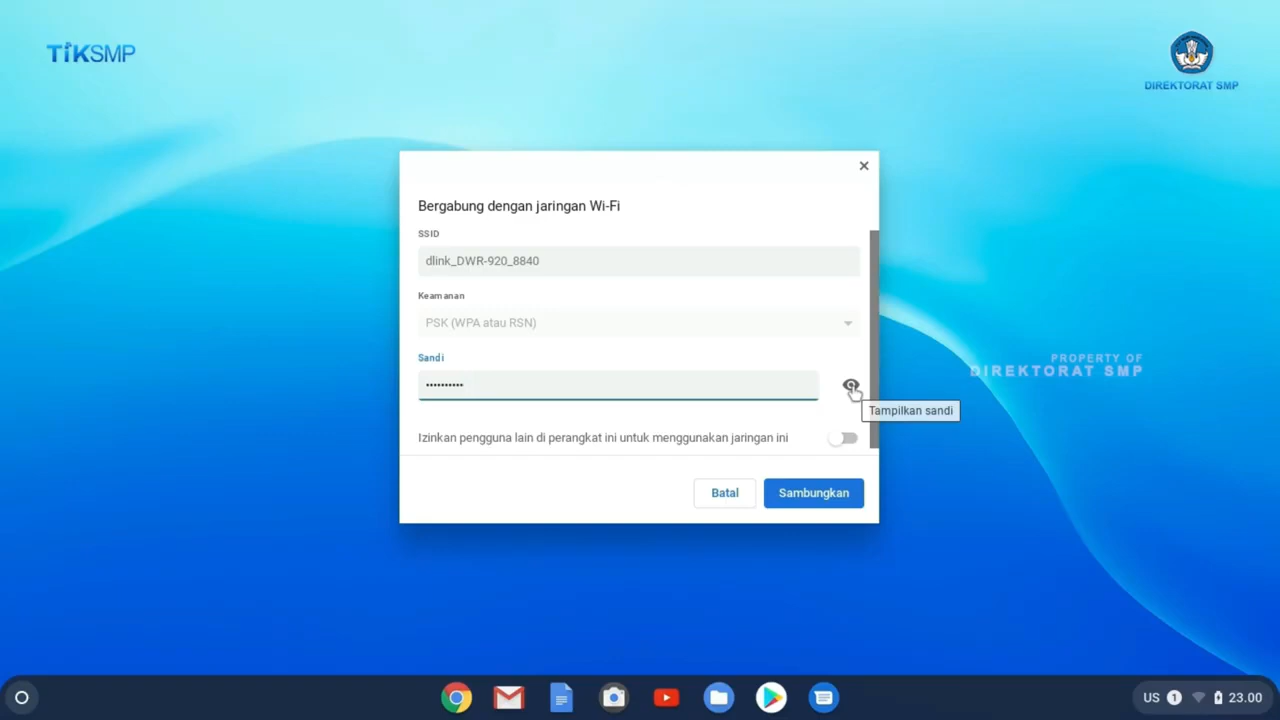 TiKSMP
DIREKTORAT SMP
Bergabung dengan jaringan Wi-Fi
SSID
dlink_DWR-920_8840
Keamanan
PSK (WPA atau RSN)
Sandi
••••••••••
Tampilkan sandi
Izinkan pengguna lain di perangkat ini untuk menggunakan jaringan ini
Batal
Sambungkan
PROPERTY OF
DIREKTORAT SMP
US 1 23.00